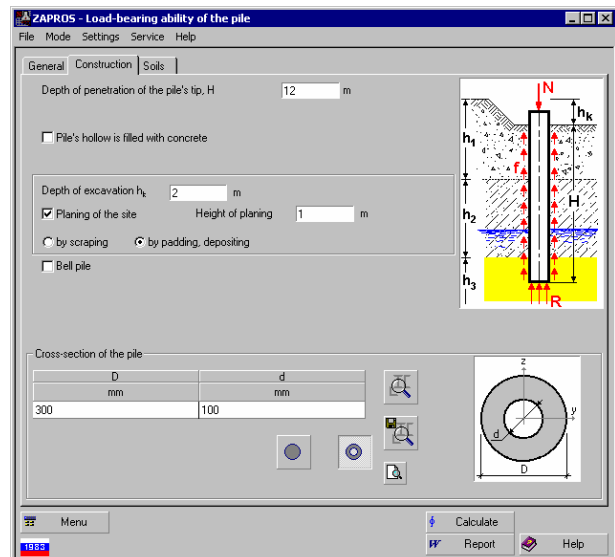 ZAPROS - Load-bearing ability of the pile
File Mode Settings Service Help
General Construction Soils
Depth of penetration of the pile's tip, H 12 m
Pile's hollow is filled with concrete
Depth of excavation hk 2 m
Planing of the site Height of planing 1 m
by scraping by padding, depositing
Bell pile
N
hk
h1
f
H
h2
h3
R
Cross-section of the pile
D d
mm mm
300 100
z
y
d
D
Menu Calculate
1983 W Report Help